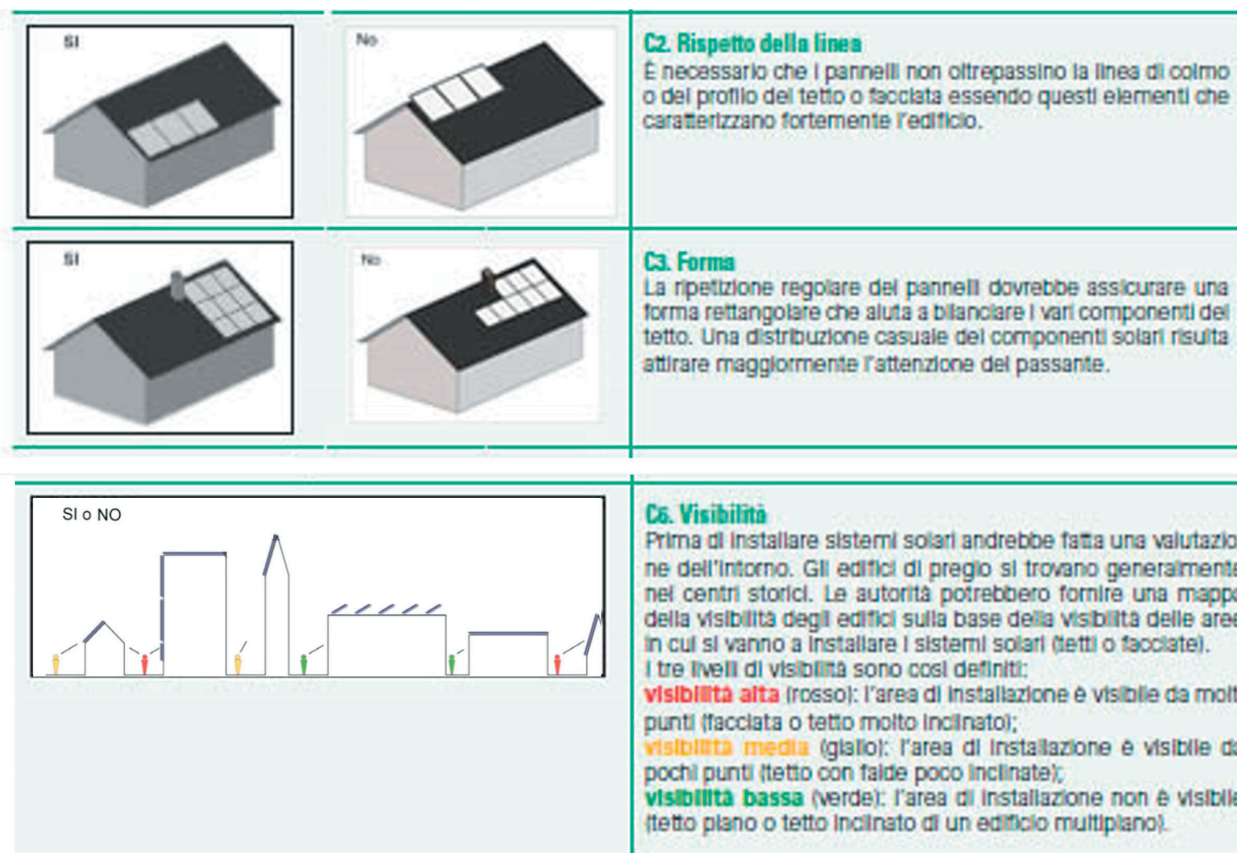 SI
No
C2. Rispetto della linea
È necessario che i pannelli non oltrepassino la linea di colmo
o del profilo del tetto o facciata essendo questi elementi che
caratterizzano fortemente l'edificio.
SI
No
C3. Forma
La ripetizione regolare dei pannelli dovrebbe assicurare una
forma rettangolare che aiuta a bilanciare i vari componenti del
tetto. Una distribuzione casuale dei componenti solari risulta
attirare maggiormente l'attenzione del passante.
SI o NO
C6. Visibilità
Prima di installare sistemi solari andrebbe fatta una valutazio
ne dell'intorno. Gli edifici di pregio si trovano generalmente
nei centri storici. Le autorità potrebbero fornire una mappa
della visibilità degli edifici sulla base della visibilità delle aree
in cui si vanno a installare i sistemi solari (tetti o facciate).
I tre livelli di visibilità sono così definiti:
visibilità alta (rosso): l'area di installazione è visibile da molt
punti (facciata o tetto molto inclinato);
visibilità media (giallo): l'area di installazione è visibile da
pochi punti (tetto con falde poco inclinate);
visibilità bassa (verde): l'area di installazione non è visibile
(tetto piano o tetto inclinato di un edificio multipiano).